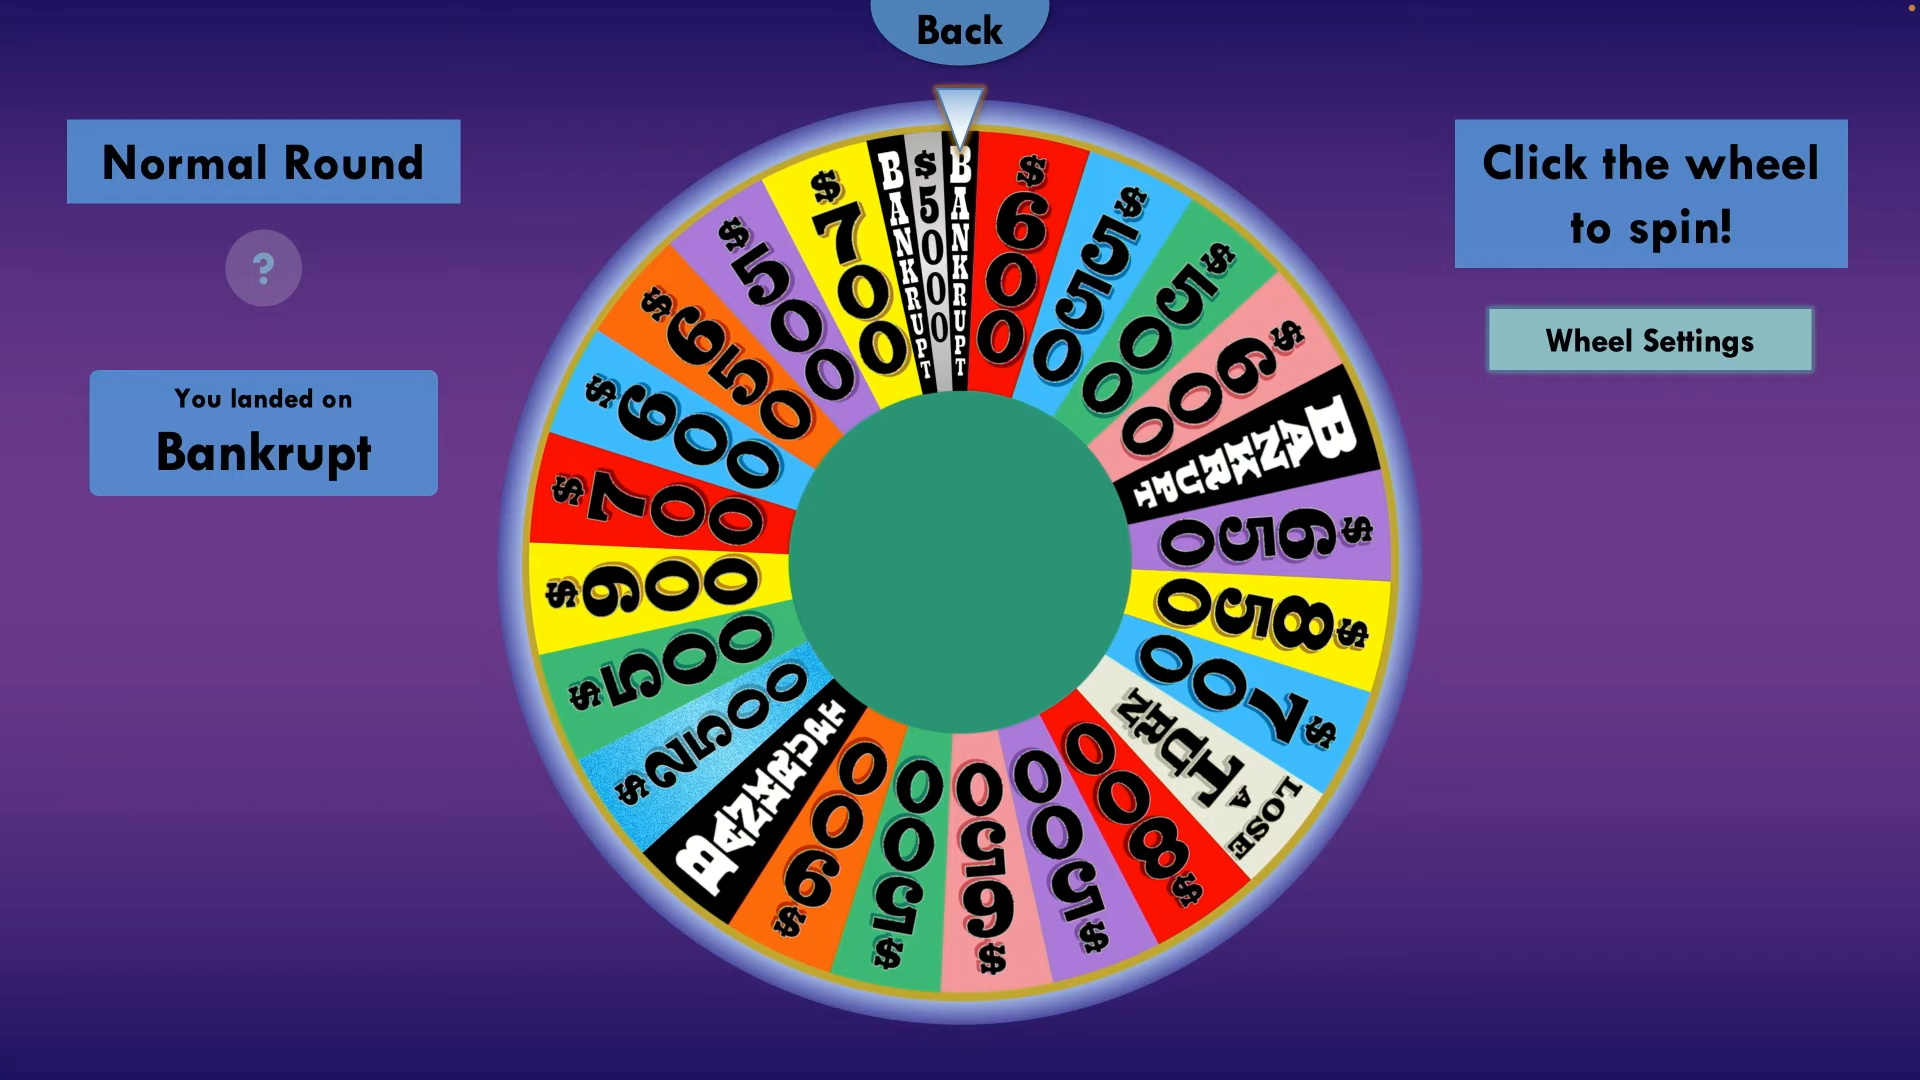 Back
Normal Round
?
You landed on
Bankrupt
Click the wheel
to spin!
Wheel Settings
BANKRUPT
$600
$550
$500
$600
BANKRUPT
$650
$850
$700
LOSE
A
TURN
$800
$500
$650
$500
$600
BANKRUPT
$2500
$500
$900
$700
$600
$650
$500
$700
BANKRUPT
$5000